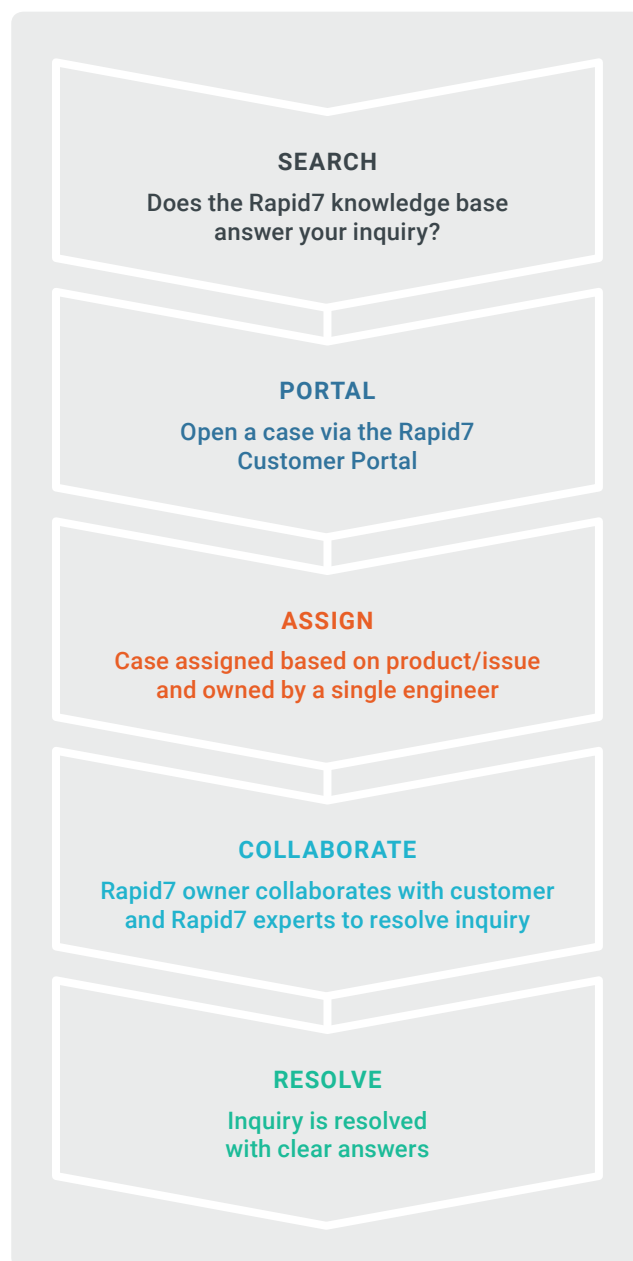 SEARCH
Does the Rapid7 knowledge base
answer your inquiry?
PORTAL
Open a case via the Rapid7
Customer Portal
ASSIGN
Case assigned based on product/issue
and owned by a single engineer
COLLABORATE
Rapid7 owner collaborates with customer
and Rapid7 experts to resolve inquiry
RESOLVE
Inquiry is resolved
with clear answers